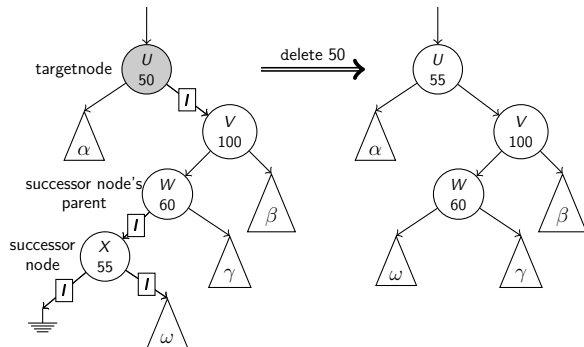 U
50
targetnode
I
delete 50
U
55
V
100
V
100
α
α
successor node's
parent
W
60
W
60
β
β
I
successor
node
X
55
γ
ω
γ
I
I
ω